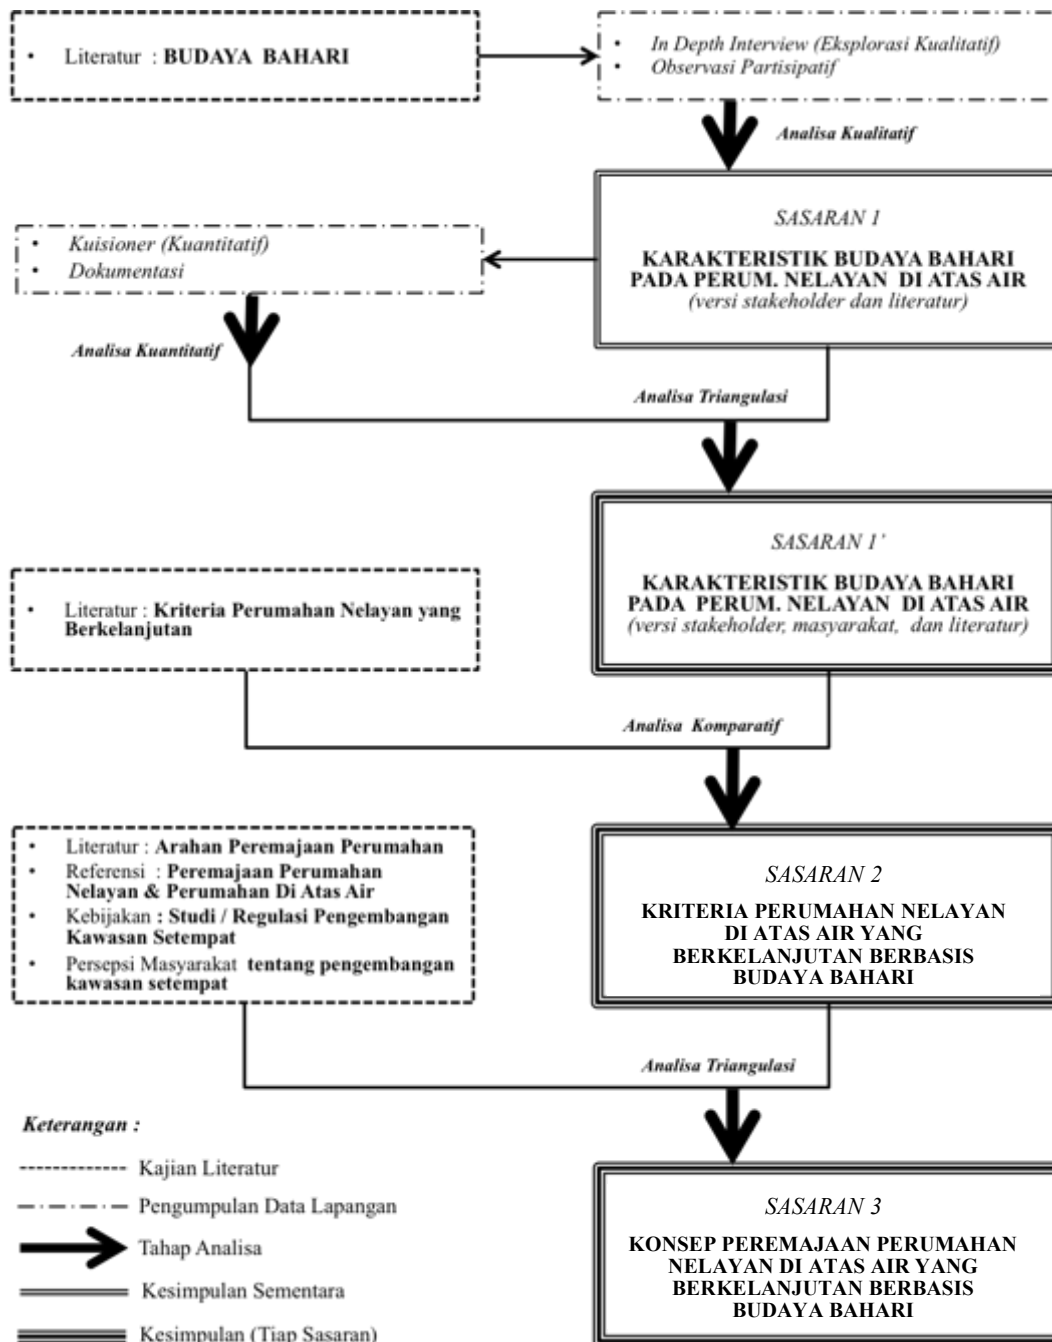 • Literatur : BUDAYA BAHARI
• In Depth Interview (Eksplorasi Kualitatif)
• Observasi Partisipatif
Analisa Kualitatif
SASARAN 1
KARAKTERISTIK BUDAYA BAHARI
PADA PERUM. NELAYAN DI ATAS AIR
(versi stakeholder dan literatur)
• Kuisioner (Kuantitatif)
• Dokumentasi
Analisa Kuantitatif
Analisa Triangulasi
SASARAN 1'
KARAKTERISTIK BUDAYA BAHARI
PADA PERUM. NELAYAN DI ATAS AIR
(versi stakeholder, masyarakat, dan literatur)
• Literatur : Kriteria Perumahan Nelayan yang
Berkelanjutan
Analisa Komparatif
• Literatur : Arahan Peremajaan Perumahan
• Referensi : Peremajaan Perumahan
Nelayan & Perumahan Di Atas Air
• Kebijakan : Studi / Regulasi Pengembangan
Kawasan Setempat
• Persepsi Masyarakat tentang pengembangan
kawasan setempat
SASARAN 2
KRITERIA PERUMAHAN NELAYAN
DI ATAS AIR YANG
BERKELANJUTAN BERBASIS
BUDAYA BAHARI
Analisa Triangulasi
SASARAN 3
KONSEP PEREMAJAAN PERUMAHAN
NELAYAN DI ATAS AIR YANG
BERKELANJUTAN BERBASIS
BUDAYA BAHARI
Keterangan :
Kajian Literatur
Pengumpulan Data Lapangan
Tahap Analisa
Kesimpulan Sementara
Kesimpulan (Tiap Sasaran)